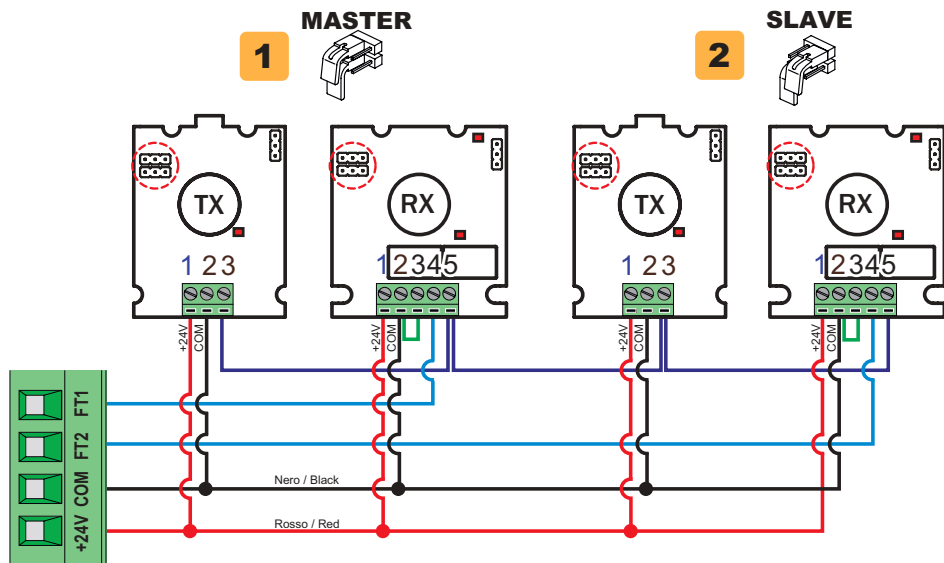 MASTER
1
SLAVE
2
TX
RX
TX
RX
1 2 3
1 2 3 4 5
1 2 3
1 2 3 4 5
+24V
COM
+24V
COM
+24V
COM
+24V
COM
FT1
FT2
COM
+24V
Nero / Black
Rosso / Red